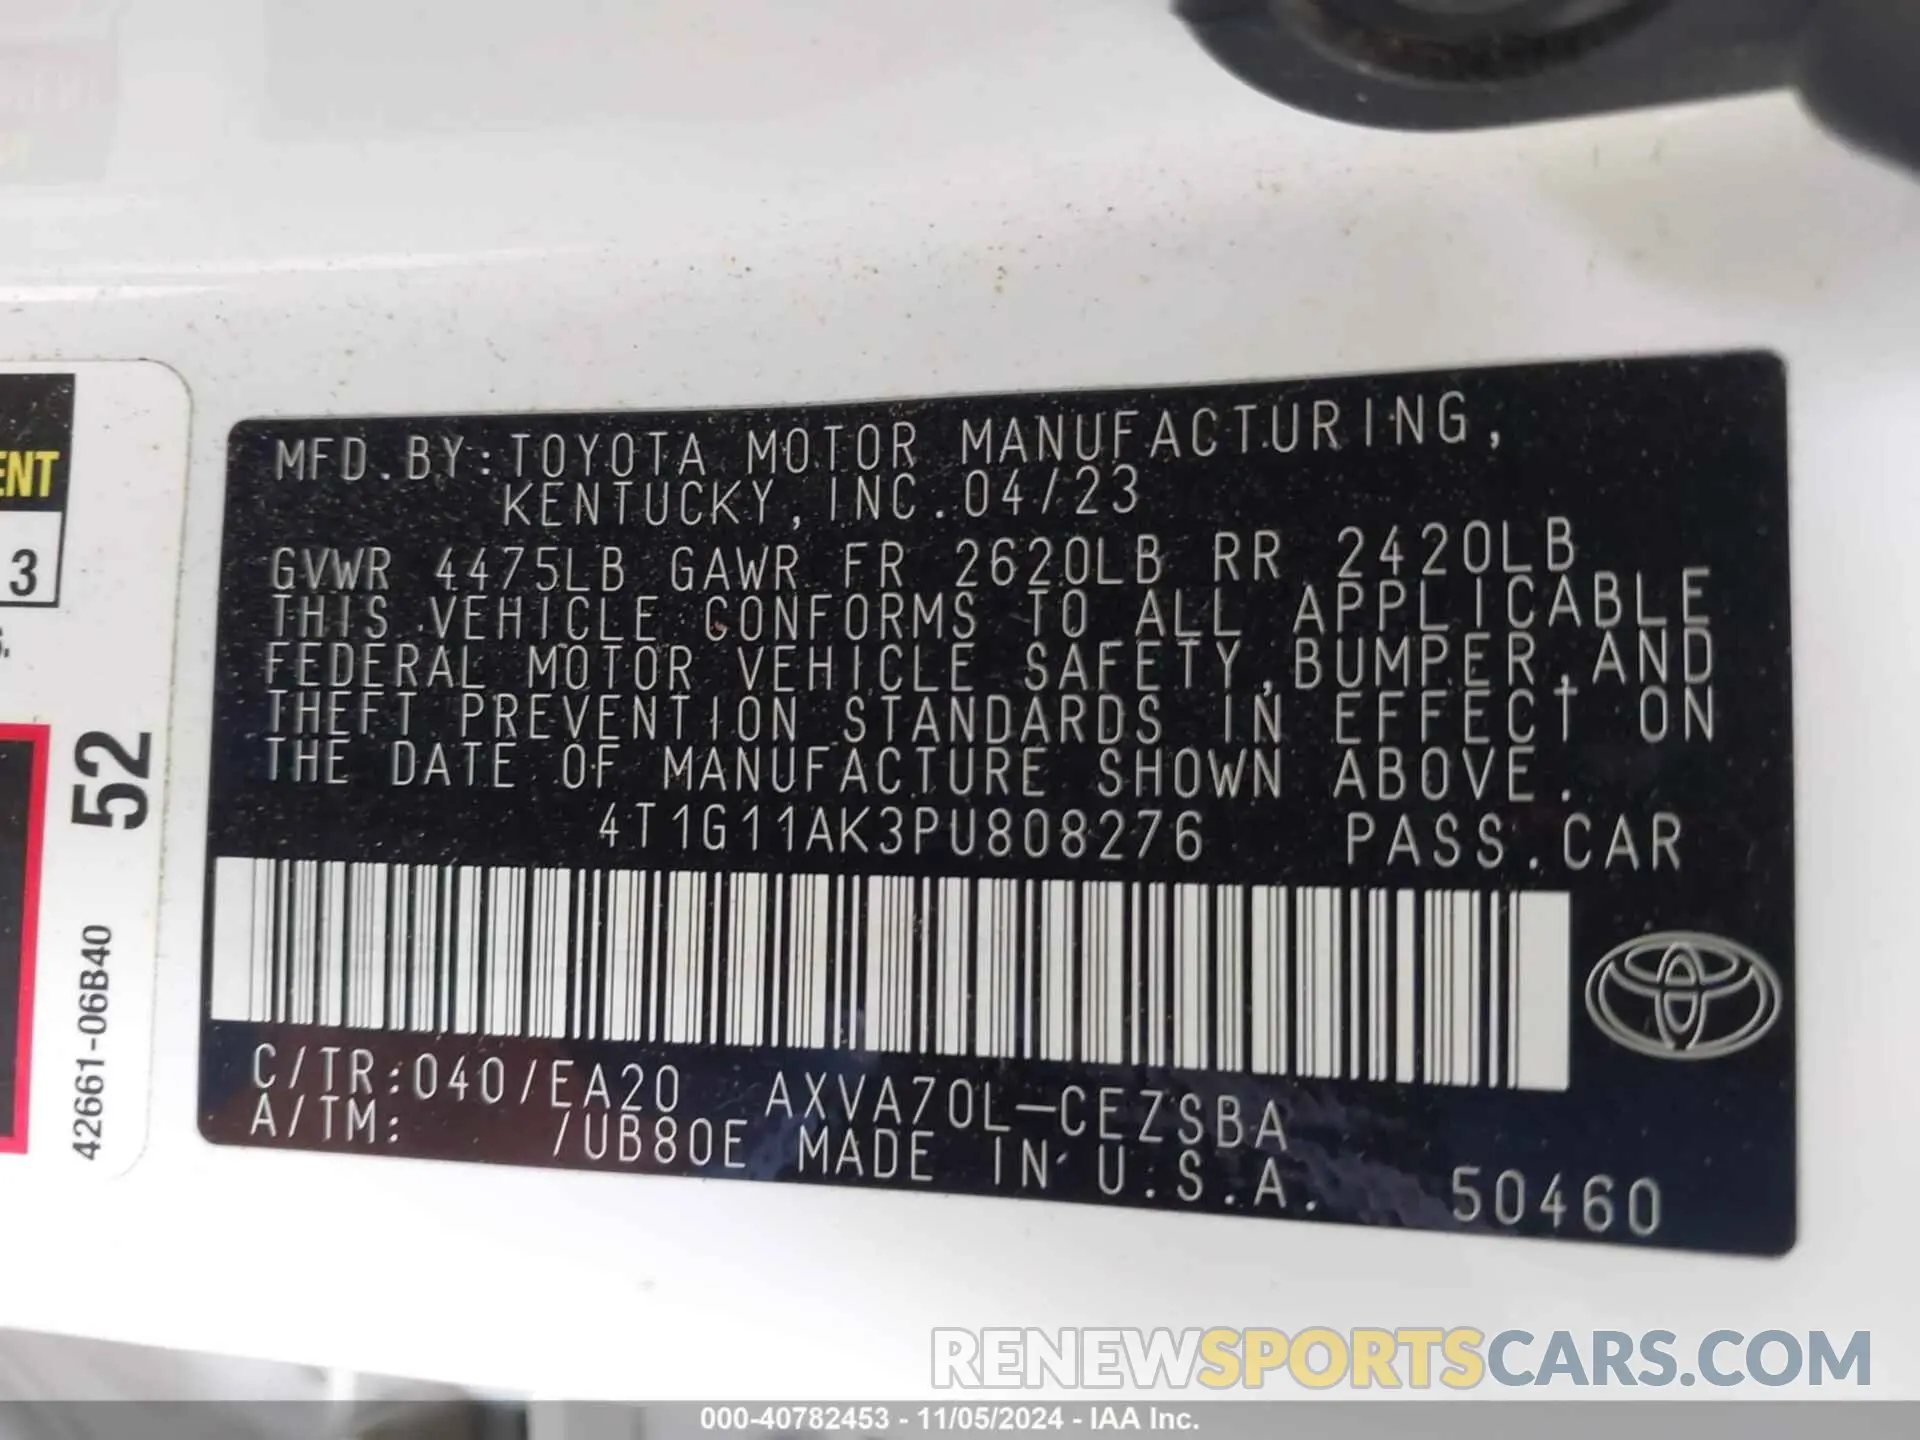 MFD.BY:TOYOTA MOTOR MANUFACTURING,
KENTUCKY,INC.04/23
GVWR 4475LB GAWR FR 2620LB RR 2420LB
THIS VEHICLE CONFORMS TO ALL APPLICABLE
FEDERAL MOTOR VEHICLE SAFETY,BUMPER,AND
THEFT PREVENTION STANDARDS IN EFFECT ON
THE DATE OF MANUFACTURE SHOWN ABOVE.
4T1G11AK3PU808276 PASS.CAR
C/TR:040/EA20 AXVA70L-CEZSBA
A/TM: /UB80E MADE IN U.S.A. 50460
ENT
3
52
42661-06B40
RENEWSPORTSCARS.COM
000-40782453 - 11/05/2024 - IAA Inc.